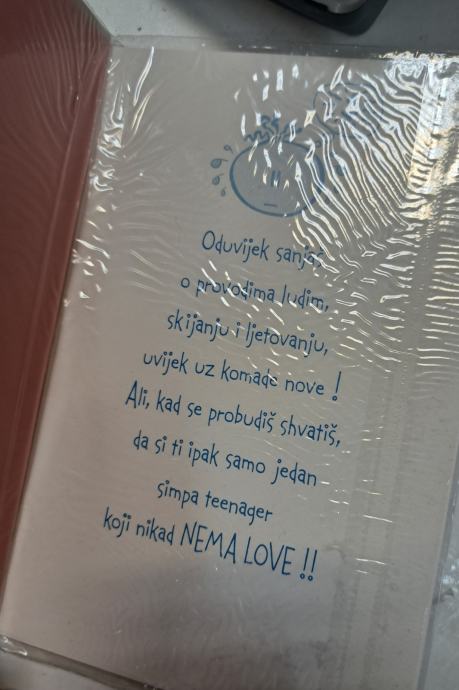 Oduvijek sanjaš
o provodima ludim,
skijanju i ljetovanju,
uvijek uz komade nove !
Ali, kad se probudiš shvatiš,
da si ti ipak samo jedan
simpa teenager
koji nikad NEMA LOVE !!